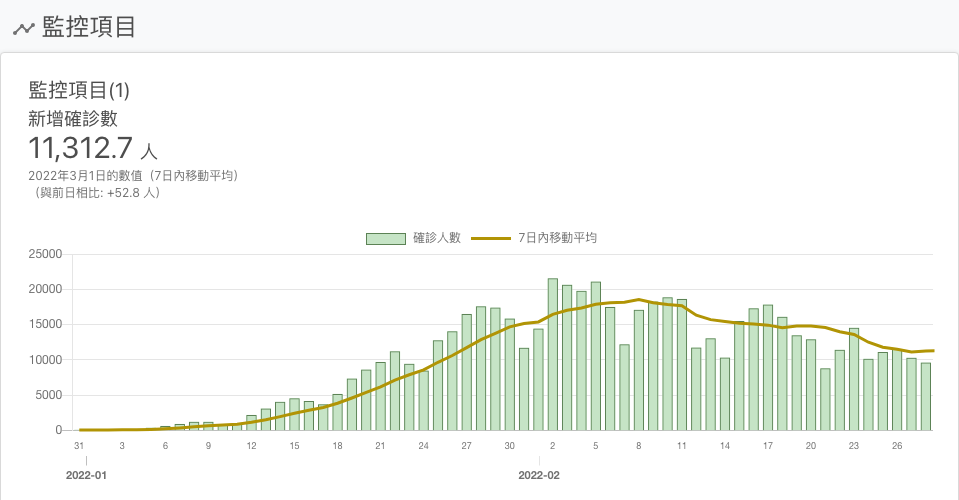 監控項目
監控項目(1)
新增確診數
11,312.7 人
2022年3月1日的數值（7日內移動平均）
（與前日相比: +52.8 人）
確診人數 7日內移動平均
25000
20000
15000
10000
5000
0
31 3 6 9 12 15 18 21 24 27 30 2 5 8 11 14 17 20 23 26
2022-01 2022-02